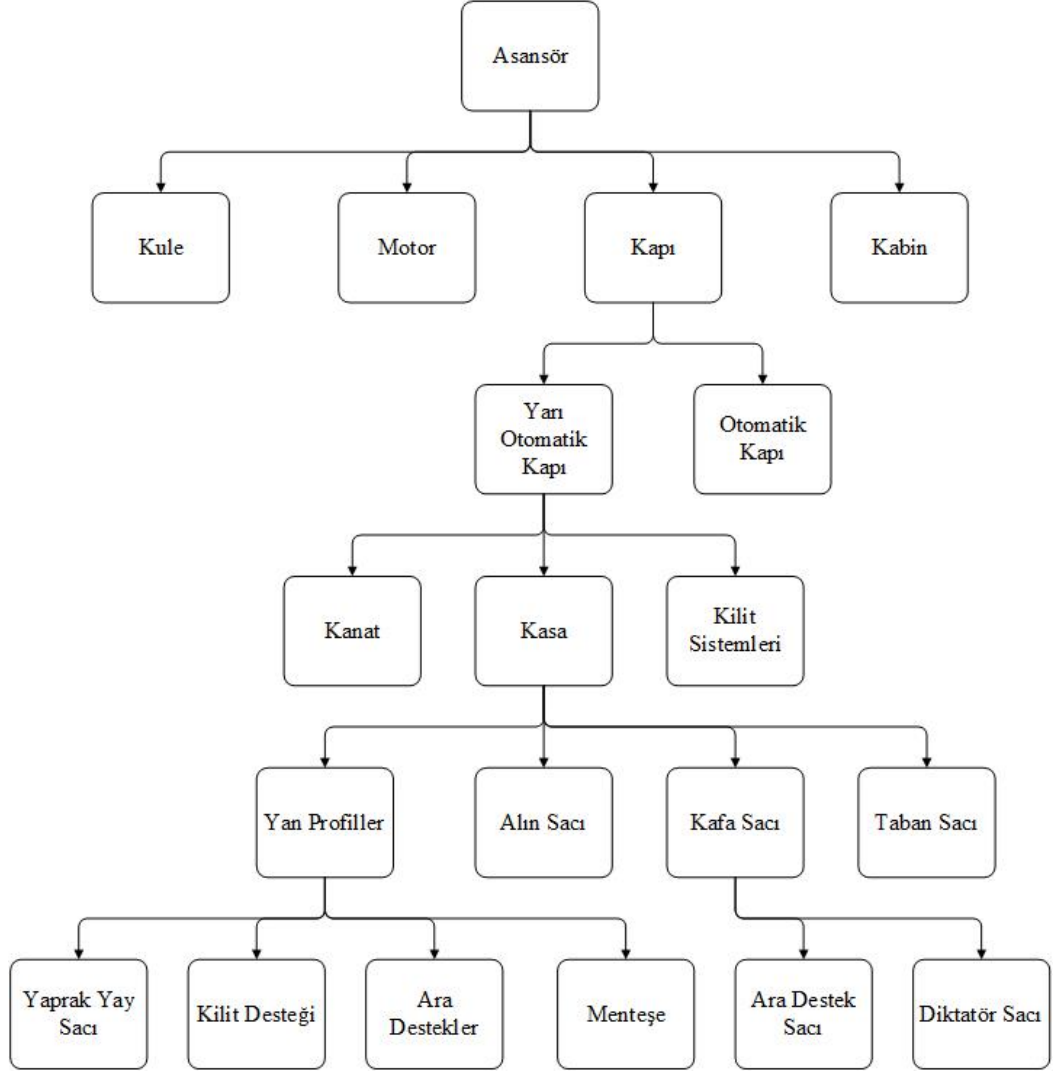 Asansör
Kule
Motor
Kapı
Kabin
Yarı
Otomatik
Kapı
Otomatik
Kapı
Kanat
Kasa
Kilit
Sistemleri
Yan Profiller
Alın Sacı
Kafa Sacı
Taban Sacı
Yaprak Yay
Sacı
Kilit Desteği
Ara
Destekler
Menteşe
Ara Destek
Sacı
Diktatör Sacı